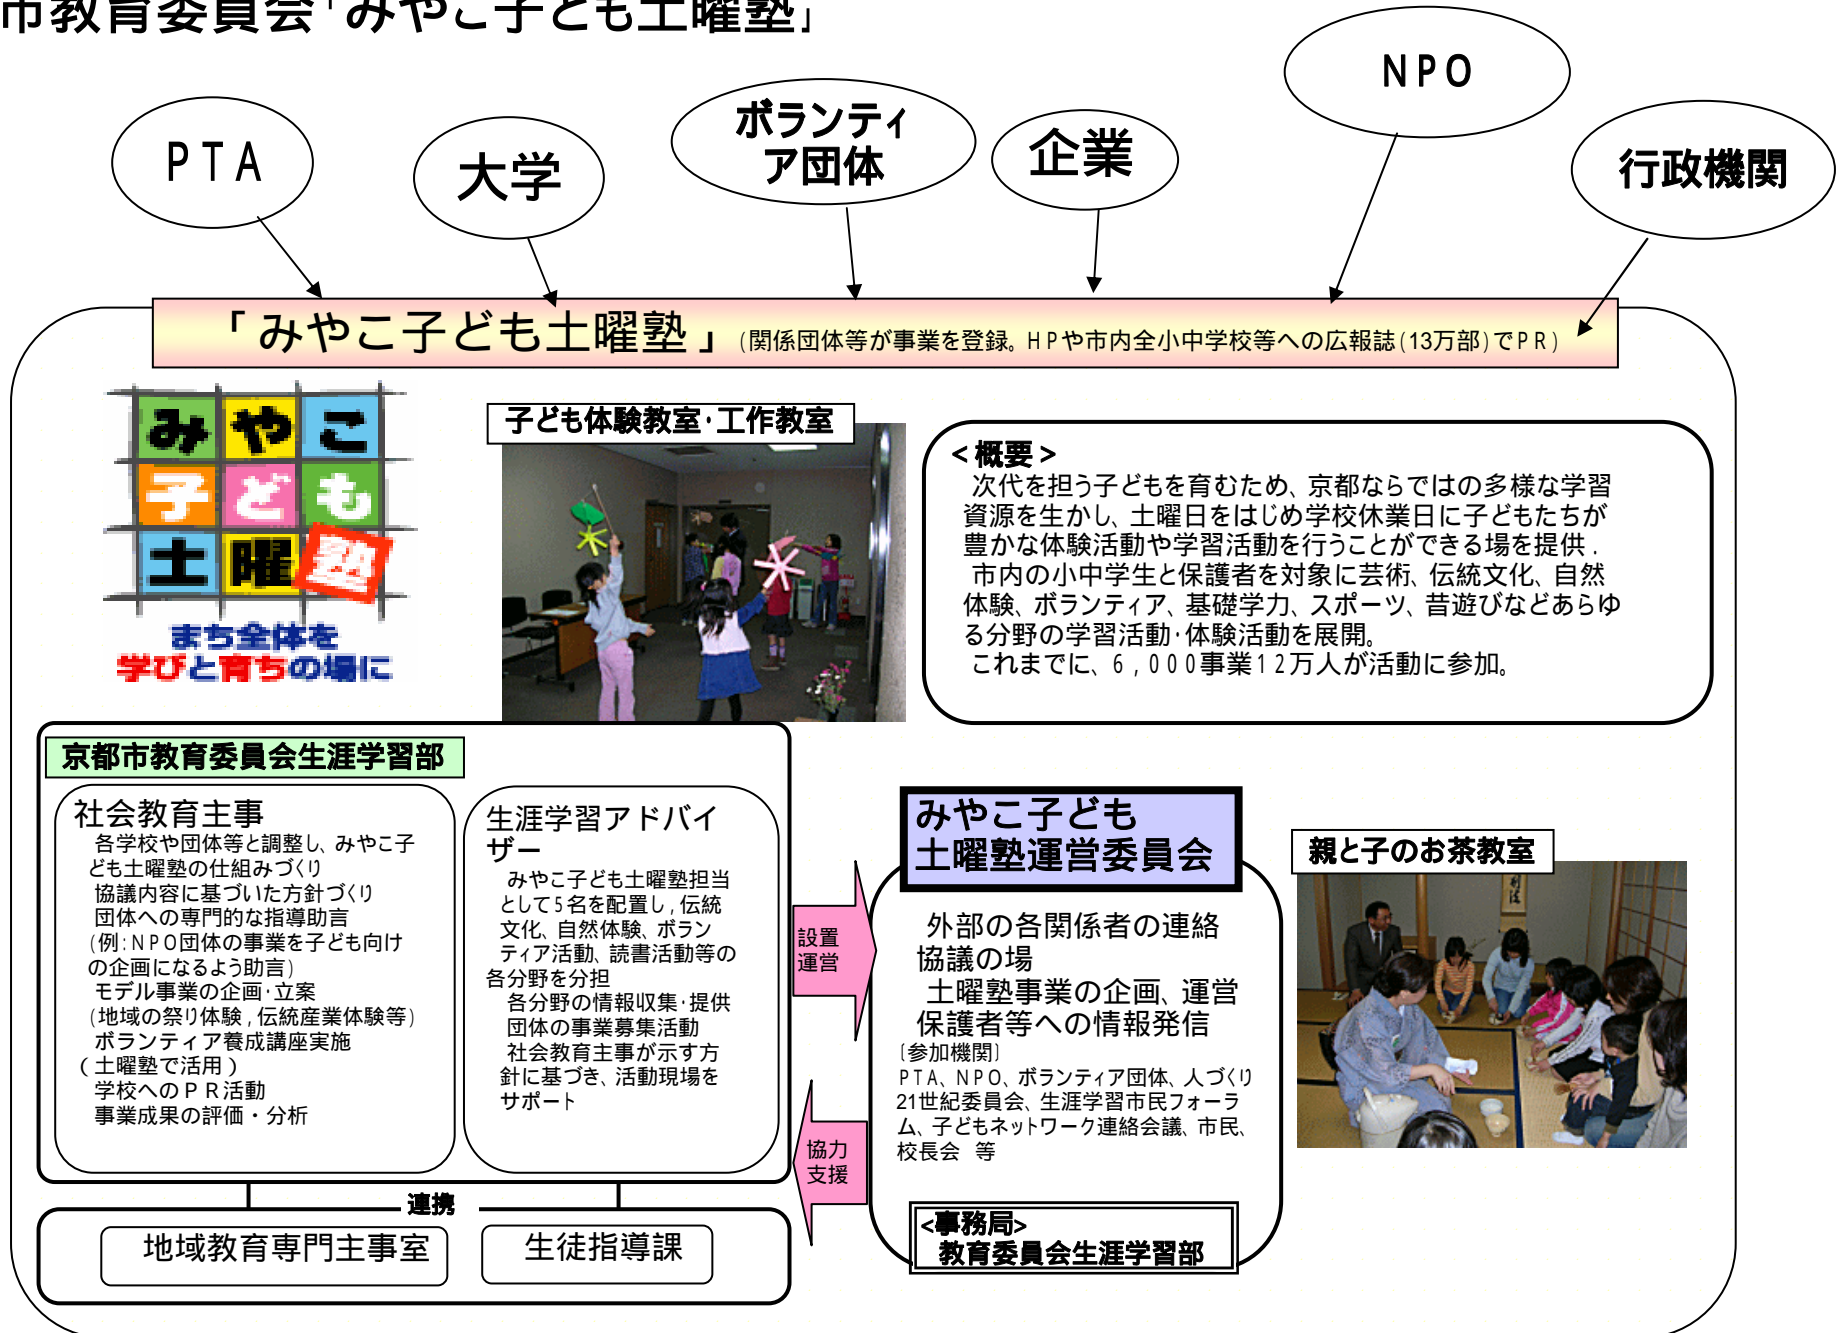 市教育委員会「みやこ子ども土曜塾」
PTA
大学
ボランティ
ア団体
企業
NPO
行政機関
「みやこ子ども土曜塾」(関係団体等が事業を登録。HPや市内全小中学校等への広報誌(13万部)でPR)
みやこ
子ども
土曜塾
まち全体を
学びと育ちの場に
子ども体験教室・工作教室
<概要>
次代を担う子どもを育むため、京都ならではの多様な学習
資源を生かし、土曜日をはじめ学校休業日に子どもたちが
豊かな体験活動や学習活動を行うことができる場を提供.
市内の小中学生と保護者を対象に芸術、伝統文化、自然
体験、ボランティア、基礎学力、スポーツ、昔遊びなどあらゆ
る分野の学習活動・体験活動を展開。
これまでに、6,000事業12万人が活動に参加。
京都市教育委員会生涯学習部
社会教育主事
各学校や団体等と調整し、みやこ子
ども土曜塾の仕組みづくり
協議内容に基づいた方針づくり
団体への専門的な指導助言
(例:NPO団体の事業を子ども向け
の企画になるよう助言)
モデル事業の企画・立案
(地域の祭り体験,伝統産業体験等)
ボランティア養成講座実施
(土曜塾で活用)
学校へのPR活動
事業成果の評価・分析
生涯学習アドバイ
ザー
みやこ子ども土曜塾担当
として5名を配置し,伝統
文化、自然体験、ボラン
ティア活動、読書活動等の
各分野を分担
各分野の情報収集・提供
団体の事業募集活動
社会教育主事が示す方
針に基づき、活動現場を
サポート
設置
運営
協力
支援
みやこ子ども
土曜塾運営委員会
外部の各関係者の連絡
協議の場
土曜塾事業の企画、運営
保護者等への情報発信
[参加機関]
PTA、NPO、ボランティア団体、人づくり
21世紀委員会、生涯学習市民フォーラ
ム、子どもネットワーク連絡会議、市民、
校長会 等
<事務局>
教育委員会生涯学習部
親と子のお茶教室
連携
地域教育専門主事室
生徒指導課